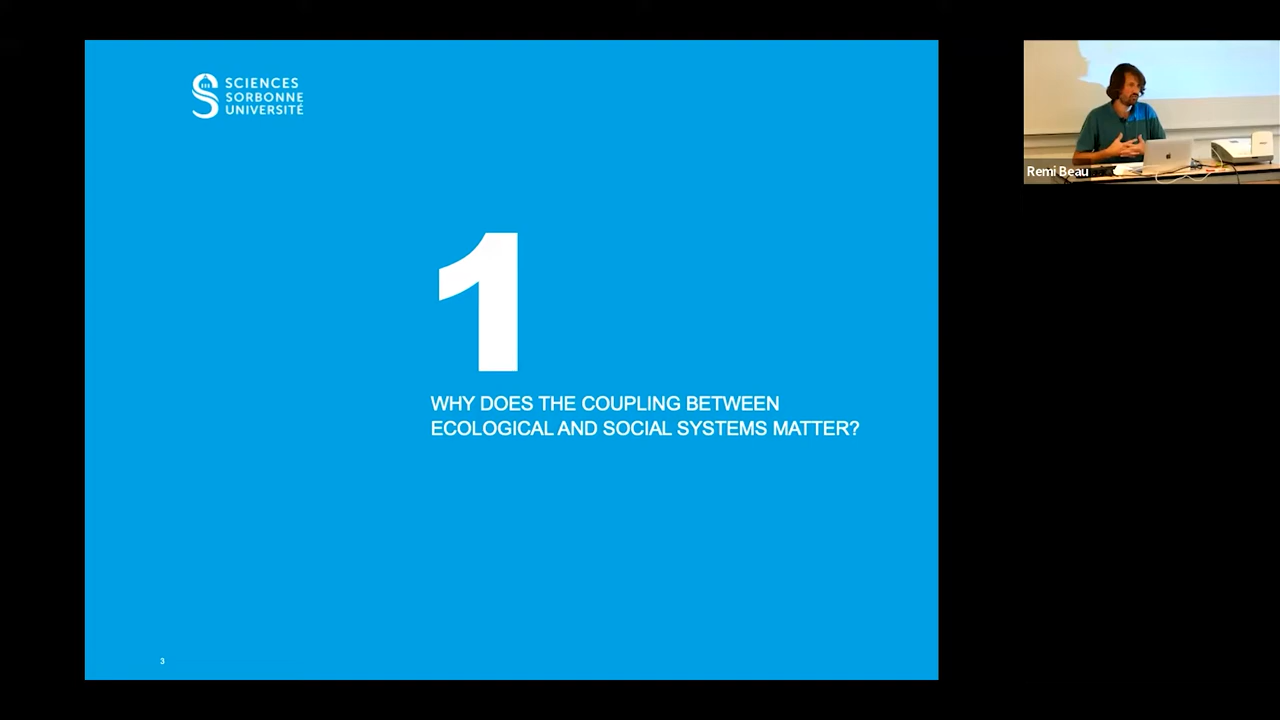 SCIENCES
SORBONNE
UNIVERSITÉ
1
WHY DOES THE COUPLING BETWEEN
ECOLOGICAL AND SOCIAL SYSTEMS MATTER?
3
Remi Beau